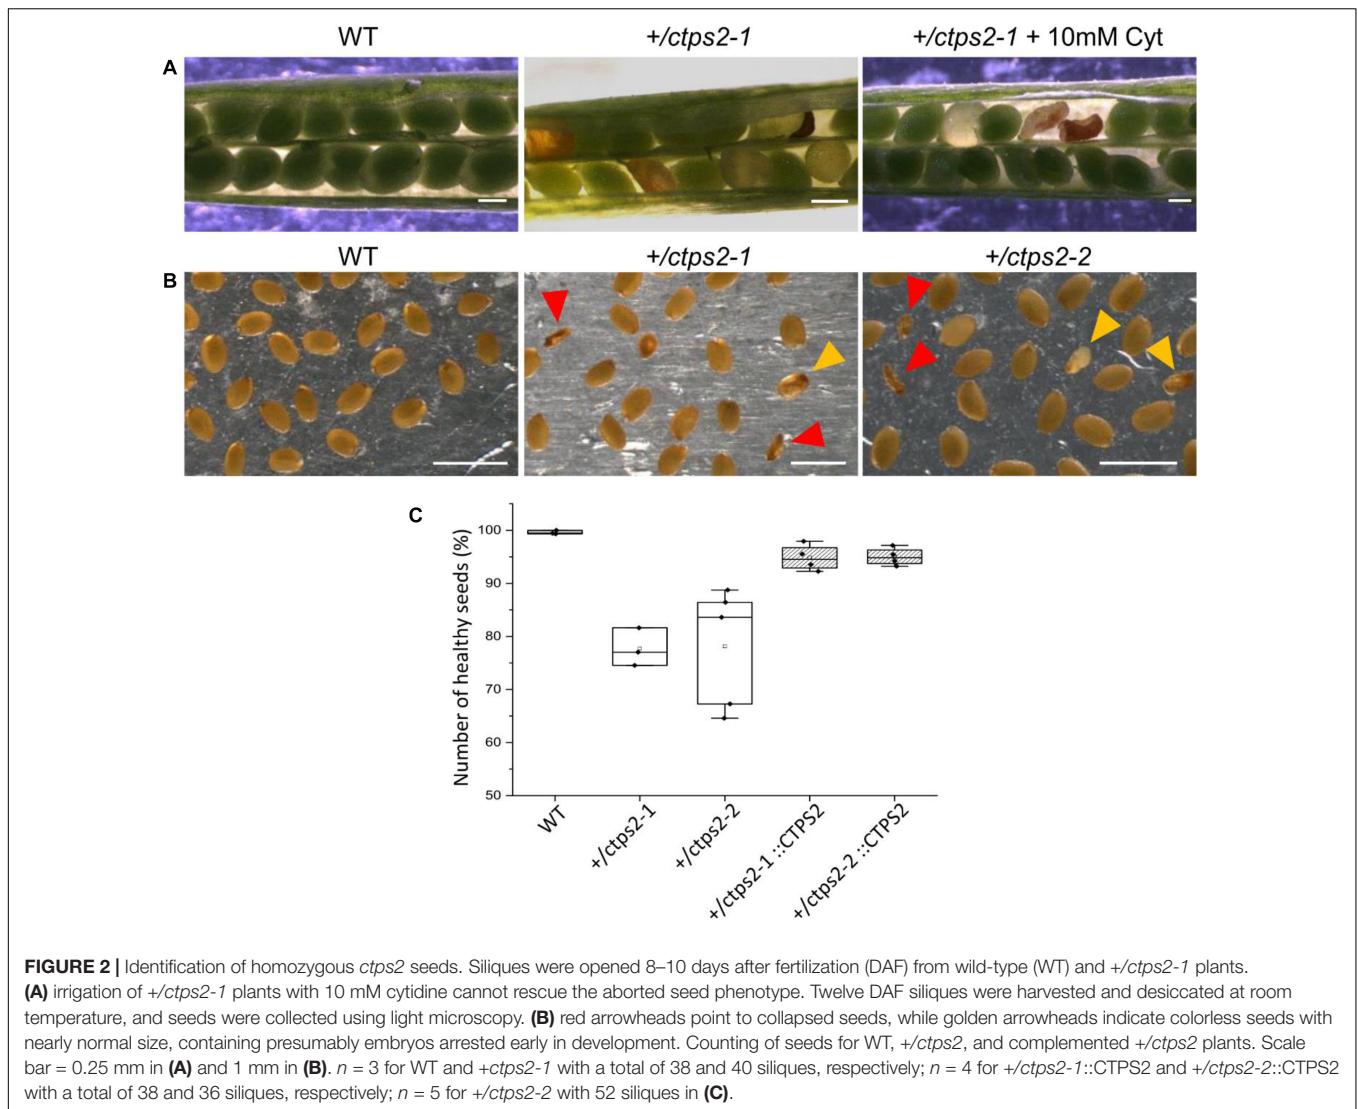 WT
+/ctps2-1
+/ctps2-1 + 10mM Cyt
A
WT
+/ctps2-1
+/ctps2-2
B
C
Number of healthy seeds (%)
100
90
80
70
60
50
WT
+/ctps2-1
+/ctps2-2
+/ctps2-1 ::CTPS2
+/ctps2-2 ::CTPS2
FIGURE 2 | Identification of homozygous ctps2 seeds. Siliques were opened 8–10 days after fertilization (DAF) from wild-type (WT) and +/ctps2-1 plants.
(A) irrigation of +/ctps2-1 plants with 10 mM cytidine cannot rescue the aborted seed phenotype. Twelve DAF siliques were harvested and desiccated at room
temperature, and seeds were collected using light microscopy. (B) red arrowheads point to collapsed seeds, while golden arrowheads indicate colorless seeds with
nearly normal size, containing presumably embryos arrested early in development. Counting of seeds for WT, +/ctps2, and complemented +/ctps2 plants. Scale
bar = 0.25 mm in (A) and 1 mm in (B). n = 3 for WT and +ctps2-1 with a total of 38 and 40 siliques, respectively; n = 4 for +/ctps2-1::CTPS2 and +/ctps2-2::CTPS2
with a total of 38 and 36 siliques, respectively; n = 5 for +/ctps2-2 with 52 siliques in (C).